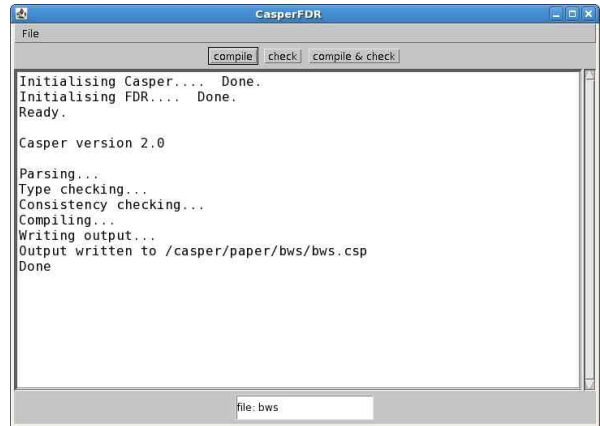 CasperFDR
File
compile check compile & check
Initialising Casper.... Done.
Initialising FDR.... Done.
Ready.
Casper version 2.0
Parsing...
Type checking...
Consistency checking...
Compiling...
Writing output...
Output written to /casper/paper/bws/bws.csp
Done
file: bws